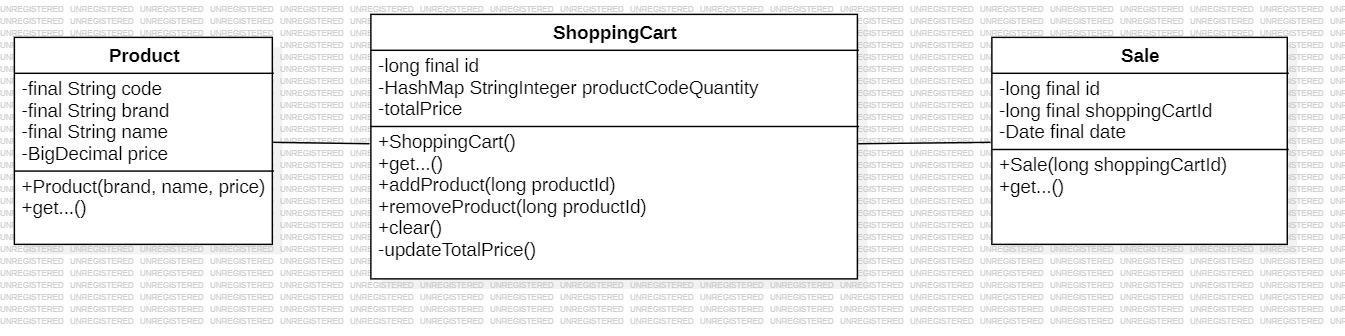 Product
-final String code
-final String brand
-final String name
-BigDecimal price
+Product(brand, name, price)
+get...()
ShoppingCart
-long final id
-HashMap StringInteger productCodeQuantity
-totalPrice
+ShoppingCart()
+get...()
+addProduct(long productId)
+removeProduct(long productId)
+clear()
-updateTotalPrice()
Sale
-long final id
-long final shoppingCartId
-Date final date
+Sale(long shoppingCartId)
+get...()
UNREGISTERED